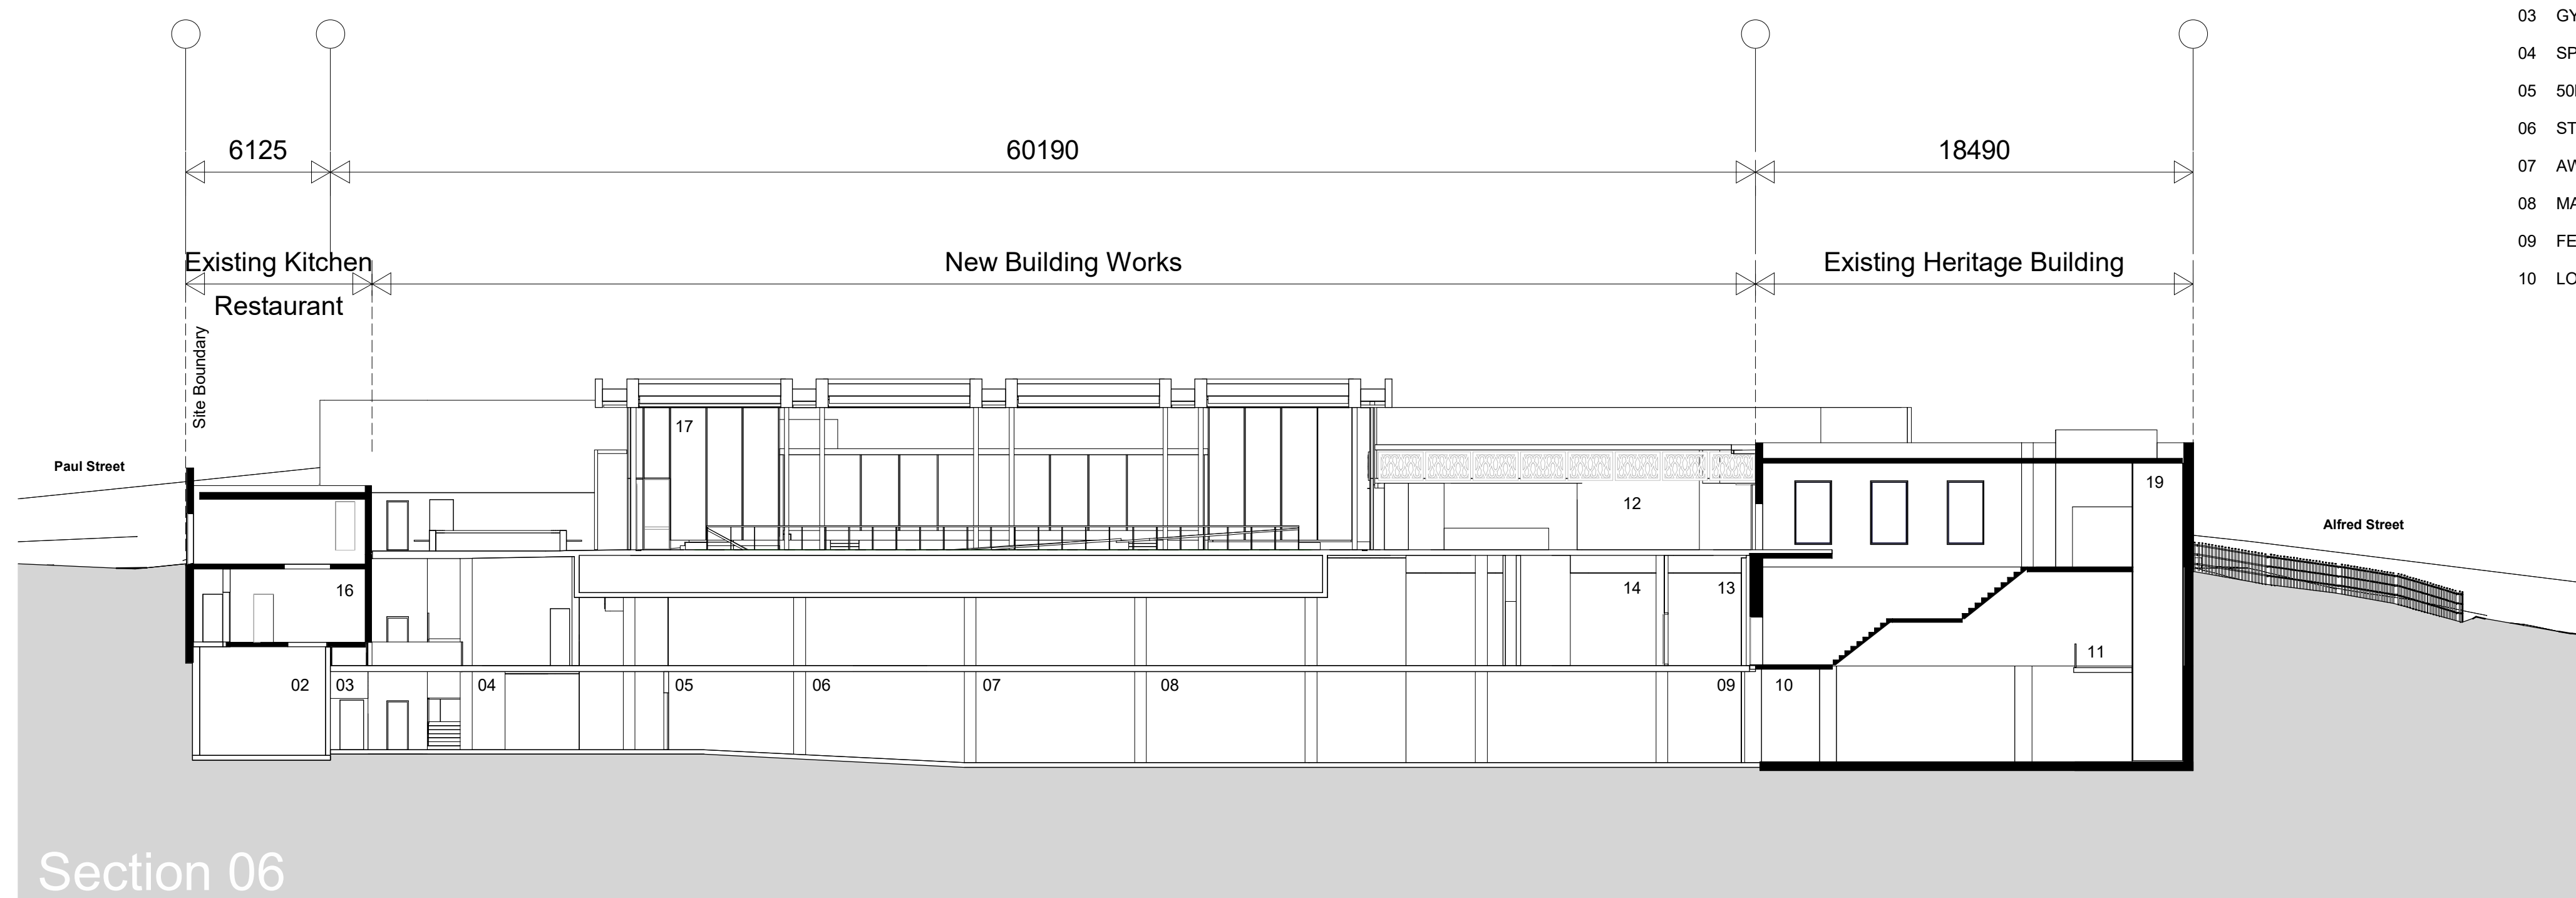 03 GY
04 SP
05 50
06 ST
07 AW
08 MA
09 FE
10 LO
6125 60190 18490
Existing Kitchen New Building Works Existing Heritage Building
Restaurant
Site Boundary
17
Paul Street
19
12
Alfred Street
16 14 13
11
02 03 04 05 06 07 08 09 10
Section 06